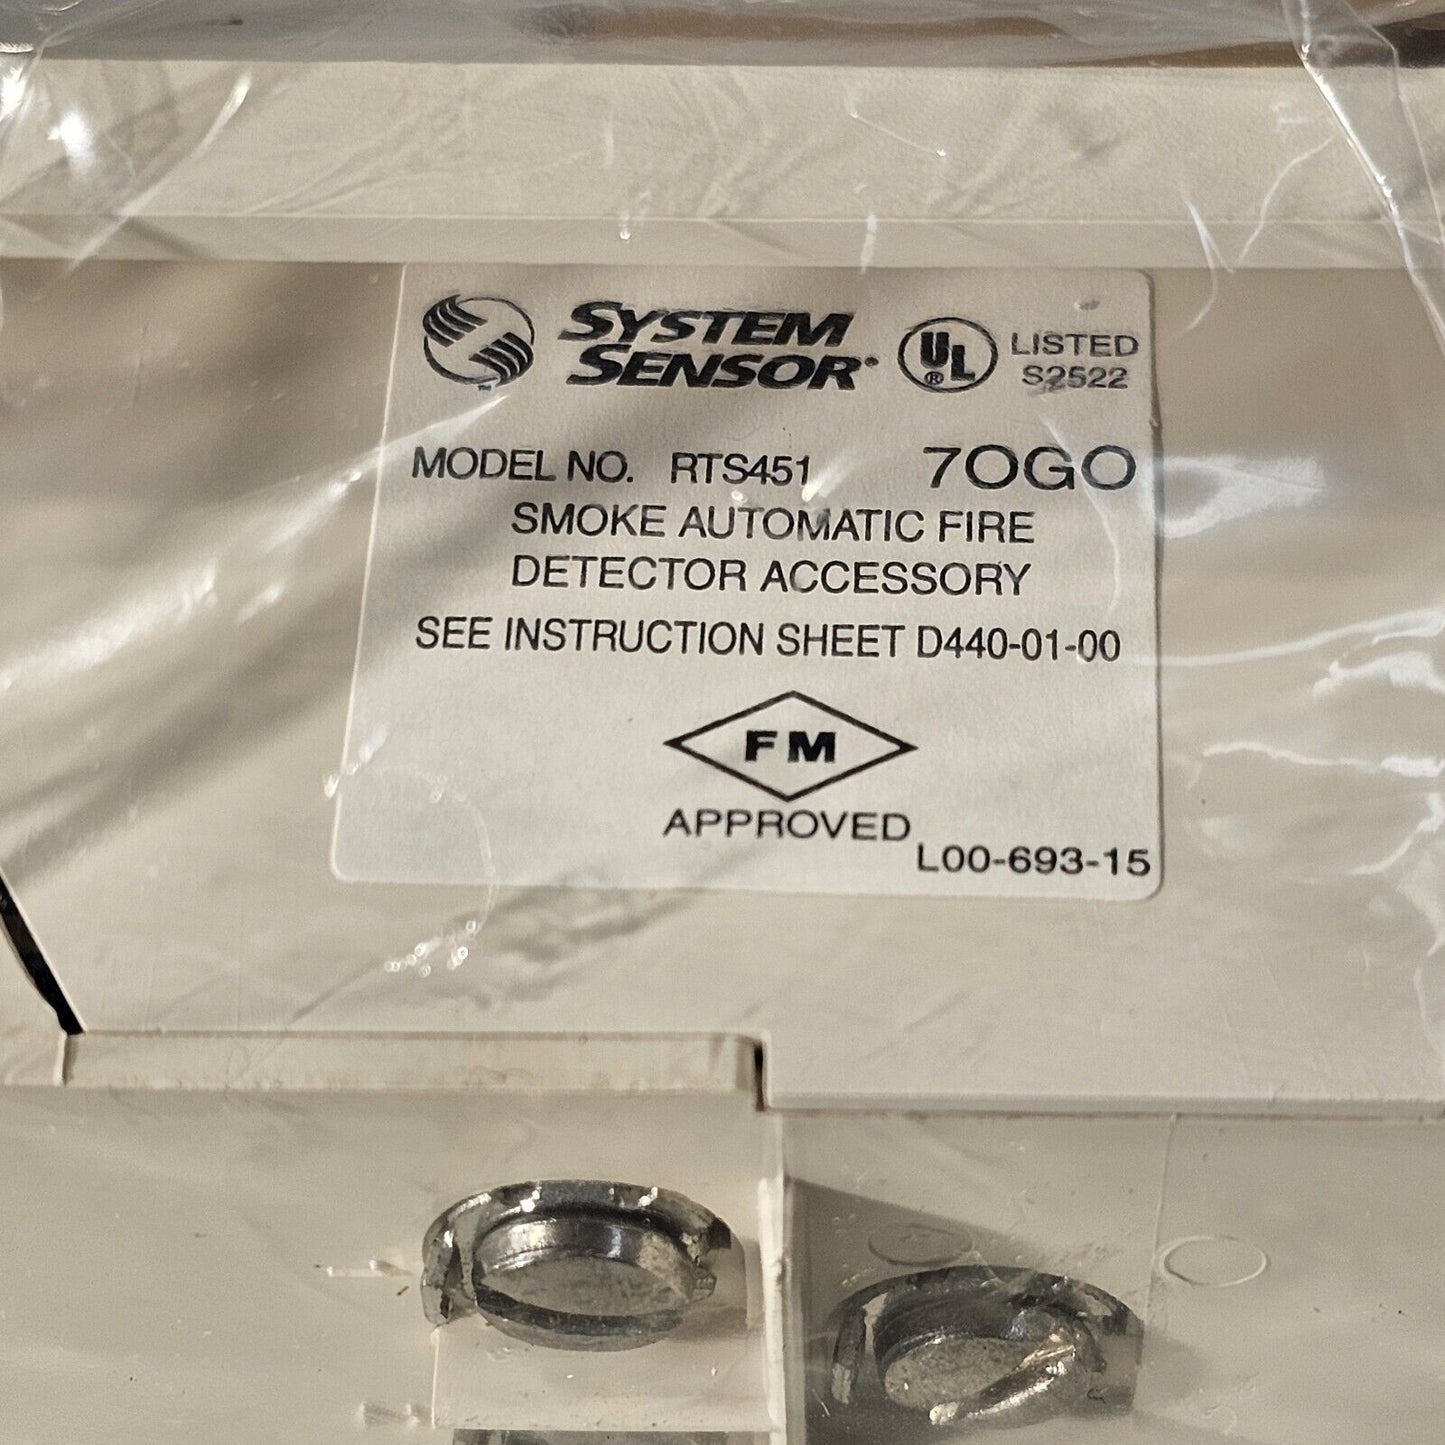 SYSTEM
SENSOR
UL® LISTED
S2522
MODEL NO. RTS451 7OGO
SMOKE AUTOMATIC FIRE
DETECTOR ACCESSORY
SEE INSTRUCTION SHEET D440-01-00
FM
APPROVED
L00-693-15